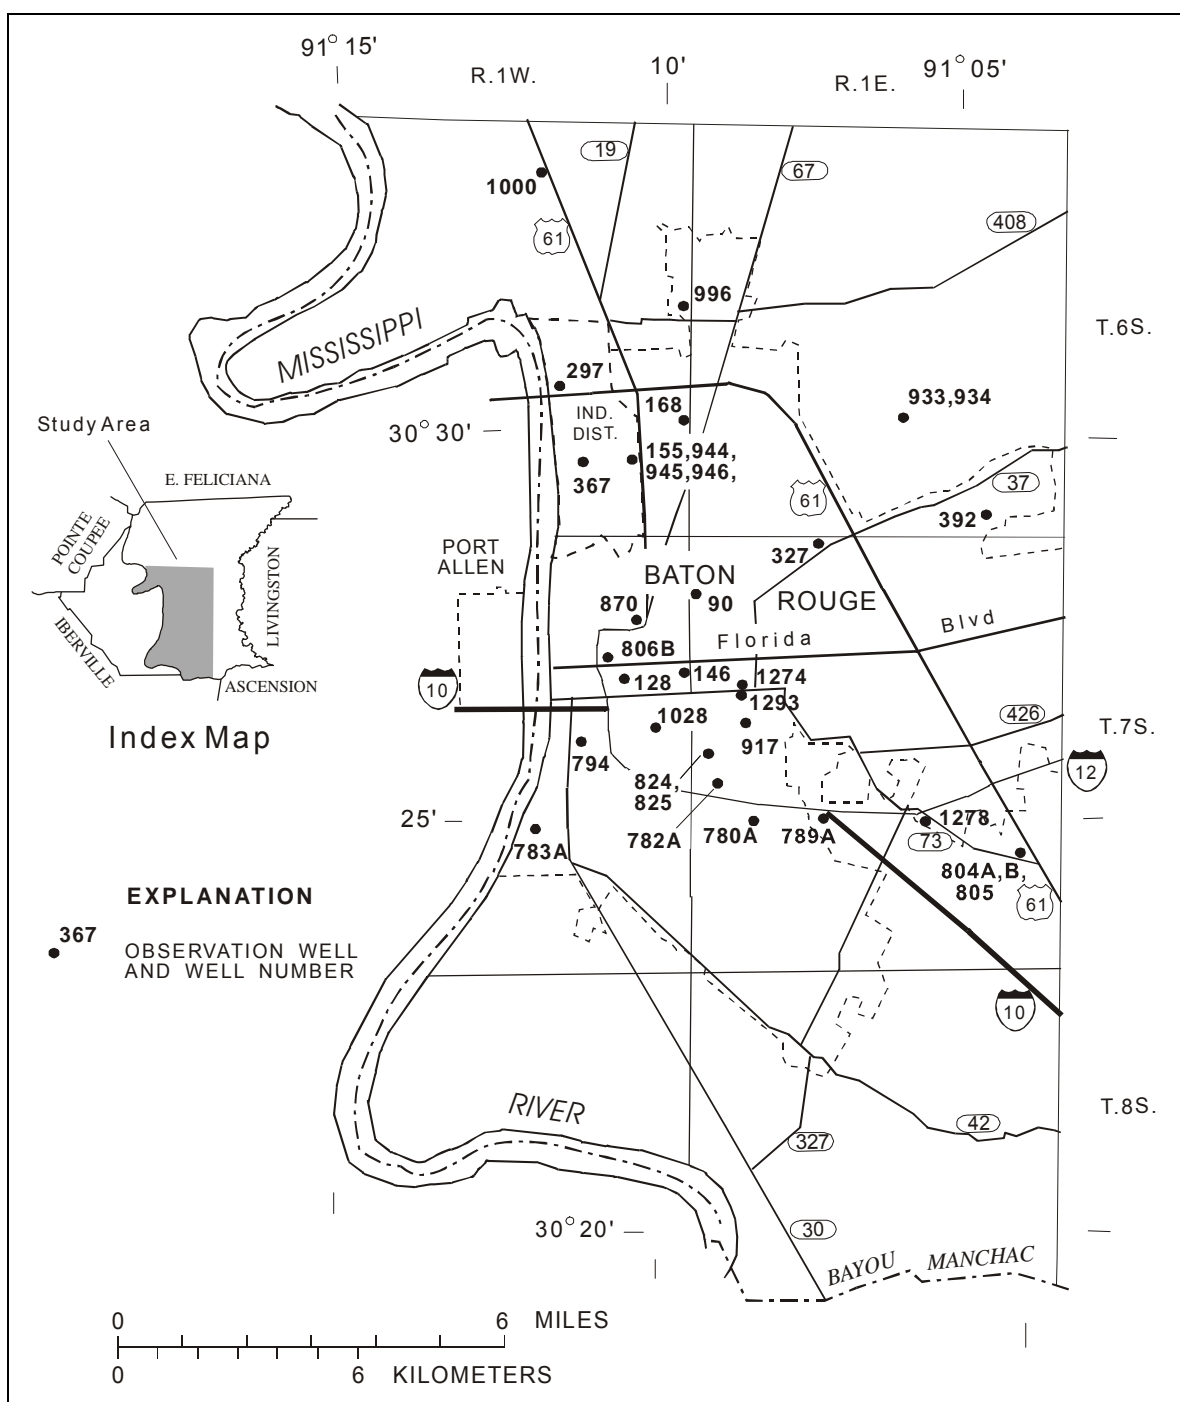 91° 15'
10'
91° 05'
R.1W.
R.1E.
19
67
1000
61
408
996
T.6S.
MISSISSIPPI
297
933,934
168
IND.
DIST.
Study Area
30° 30'
155,944,
945,946,
367
E. FELICIANA
37
61
392
POINTE
COUPEE
PORT
ALLEN
327
LIVINGSTON
BATON
90
ROUGE
870
IBERVILLE
Florida
Blvd
806B
146
1274
128
ASCENSION
10
1293
1028
426
T.7S.
Index Map
917
794
12
824,
825
25'
782A
780A
789A
1278
73
783A
804A,B,
805
EXPLANATION
61
367
OBSERVATION WELL
AND WELL NUMBER
10
RIVER
T.8S.
42
327
30° 20'
30
BAYOU MANCHAC
0
6
MILES
0
6
KILOMETERS